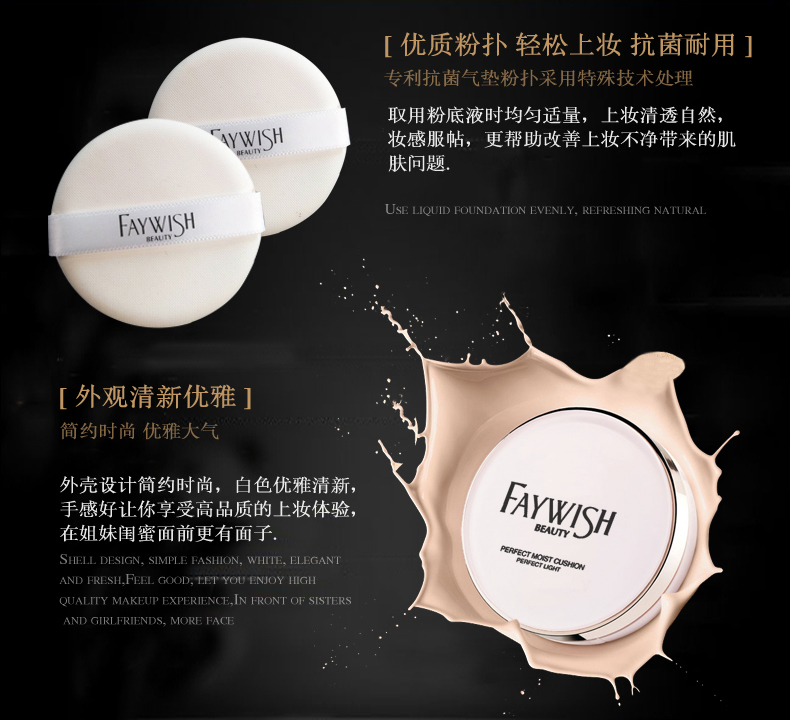 [ 优质粉扑 轻松上妆 抗菌耐用 ]
专利抗菌气垫粉扑采用特殊技术处理
取用粉底液时均匀适量，上妆清透自然，
妆感服帖，更帮助改善上妆不净带来的肌
肤问题.
USE LIQUID FOUNDATION EVENLY, REFRESHING NATURAL
FAYWISH
BEAUTY
FAYWISH
BEAUTY
[ 外观清新优雅 ]
简约时尚 优雅大气
外壳设计简约时尚，白色优雅清新，
手感好让你享受高品质的上妆体验，
在姐妹闺蜜面前更有面子.
SHELL DESIGN, SIMPLE FASHION, WHITE, ELEGANT
AND FRESH,FEEL GOOD, LET YOU ENJOY HIGH
QUALITY MAKEUP EXPERIENCE,IN FRONT OF SISTERS
AND GIRLFRIENDS, MORE FACE
FAYWISH
BEAUTY
PERFECT MOIST CUSHION
PERFECT LIGHT